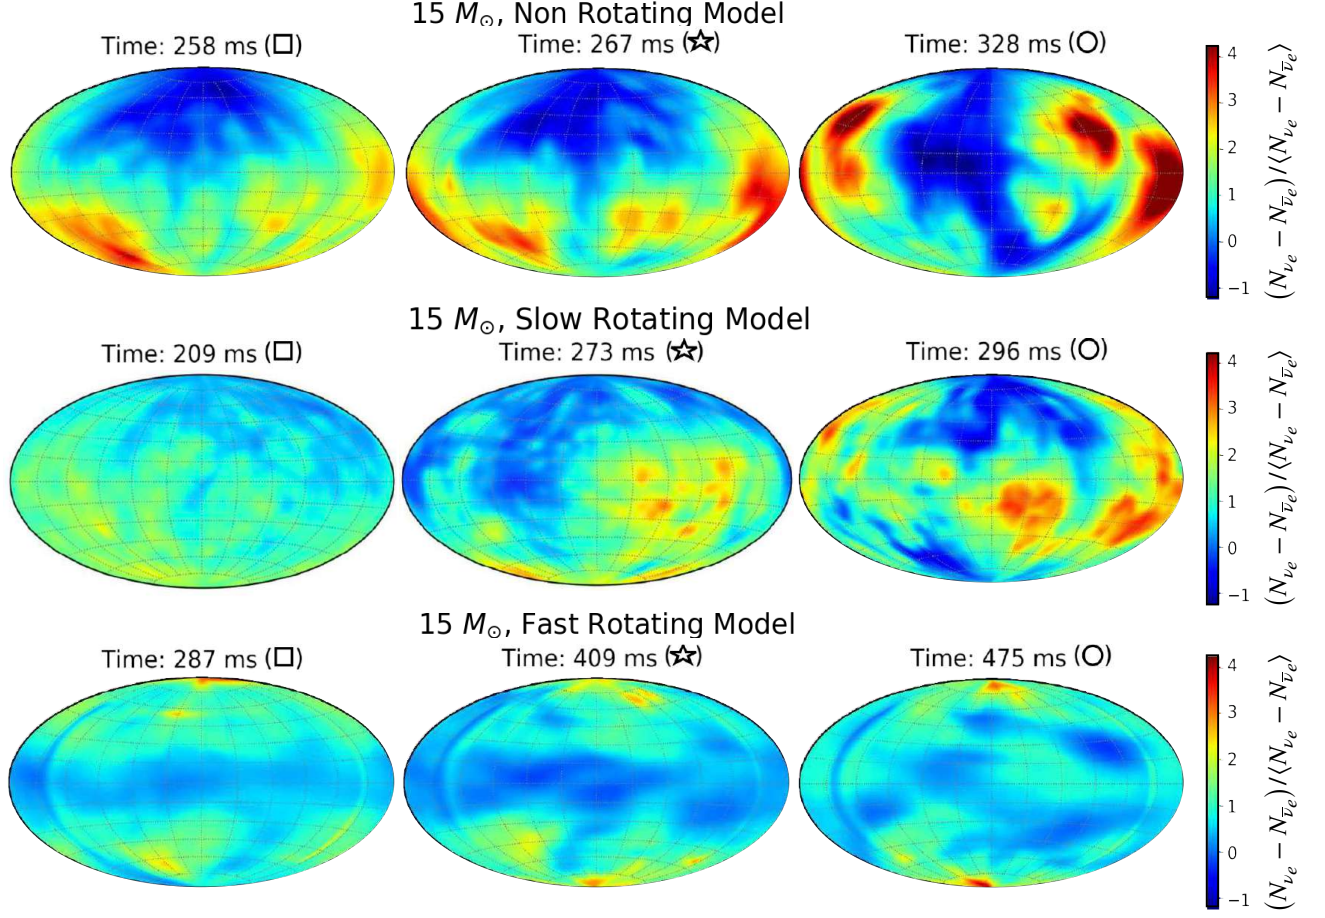 15 M⊙, Non Rotating Model
Time: 258 ms (□)
Time: 267 ms (☆)
Time: 328 ms (○)
4
3
2
1
0
−1
(N_νe − N_ν̄e)/⟨N_νe − N_ν̄e⟩
15 M⊙, Slow Rotating Model
Time: 209 ms (□)
Time: 273 ms (☆)
Time: 296 ms (○)
4
3
2
1
0
−1
(N_νe − N_ν̄e)/⟨N_νe − N_ν̄e⟩
15 M⊙, Fast Rotating Model
Time: 287 ms (□)
Time: 409 ms (☆)
Time: 475 ms (○)
4
3
2
1
0
−1
(N_νe − N_ν̄e)/⟨N_νe − N_ν̄e⟩